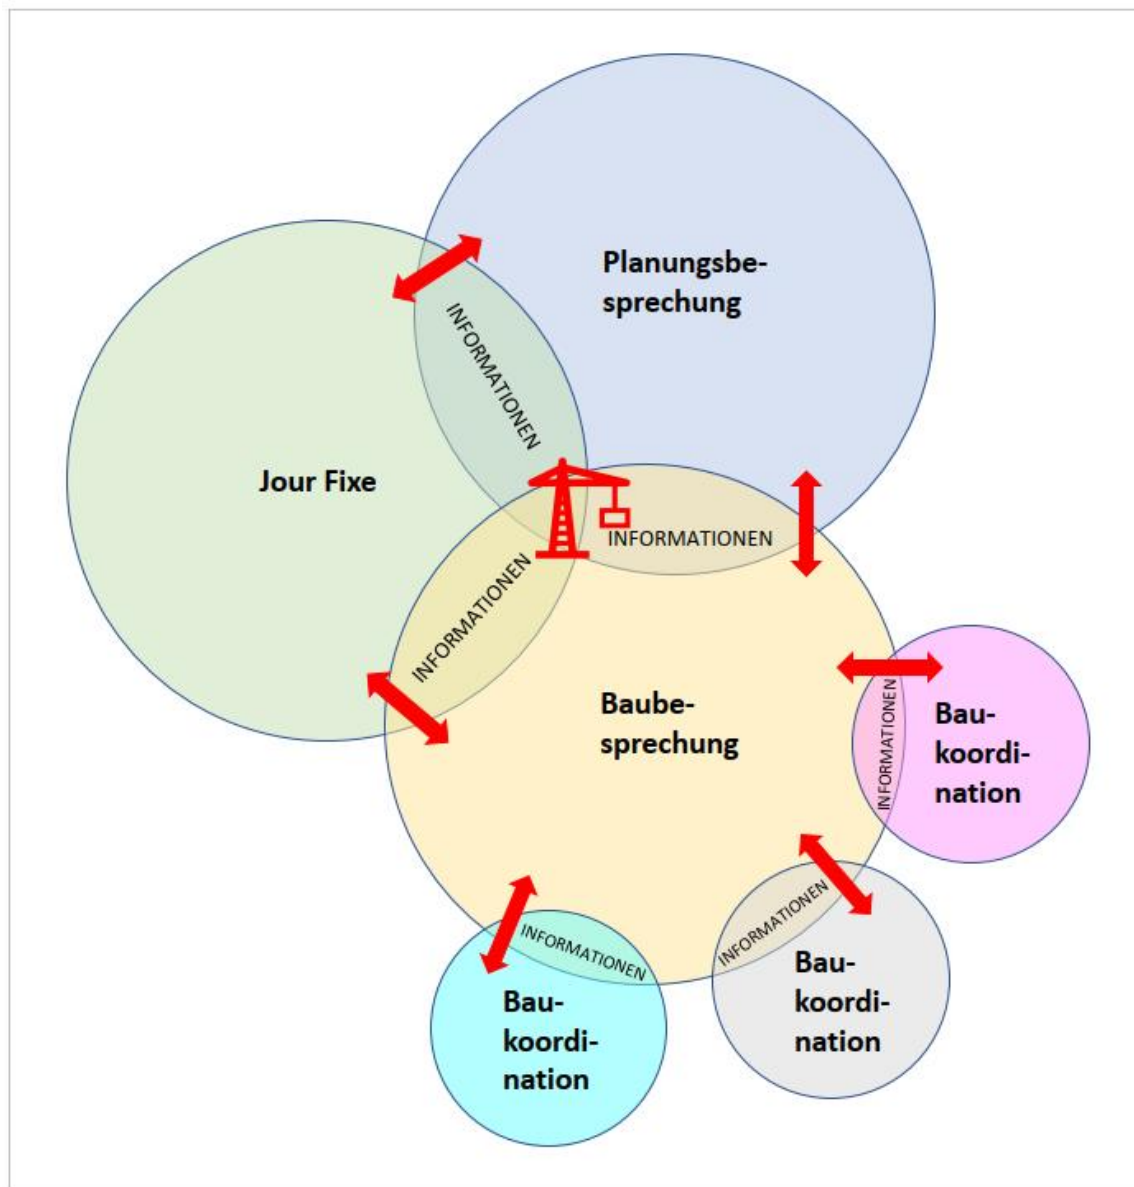 Planungsbe-
sprechung
INFORMATIONEN
Jour Fixe
INFORMATIONEN
INFORMATIONEN
Baube-
sprechung
INFORMATIONEN
Bau-
koordi-
nation
INFORMATIONEN
Bau-
koordi-
nation
INFORMATIONEN
Bau-
koordi-
nation